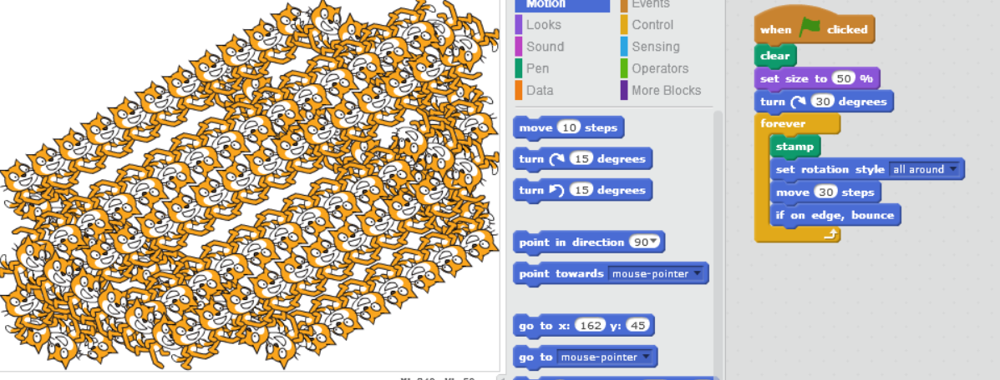 Motion
Events
Looks
Control
Sound
Sensing
Pen
Operators
Data
More Blocks
move 10 steps
turn 15 degrees
turn 15 degrees
point in direction 90
point towards mouse-pointer
go to x: 162 y: 45
go to mouse-pointer
when clicked
clear
set size to 50 %
turn 30 degrees
forever
stamp
set rotation style all around
move 30 steps
if on edge, bounce